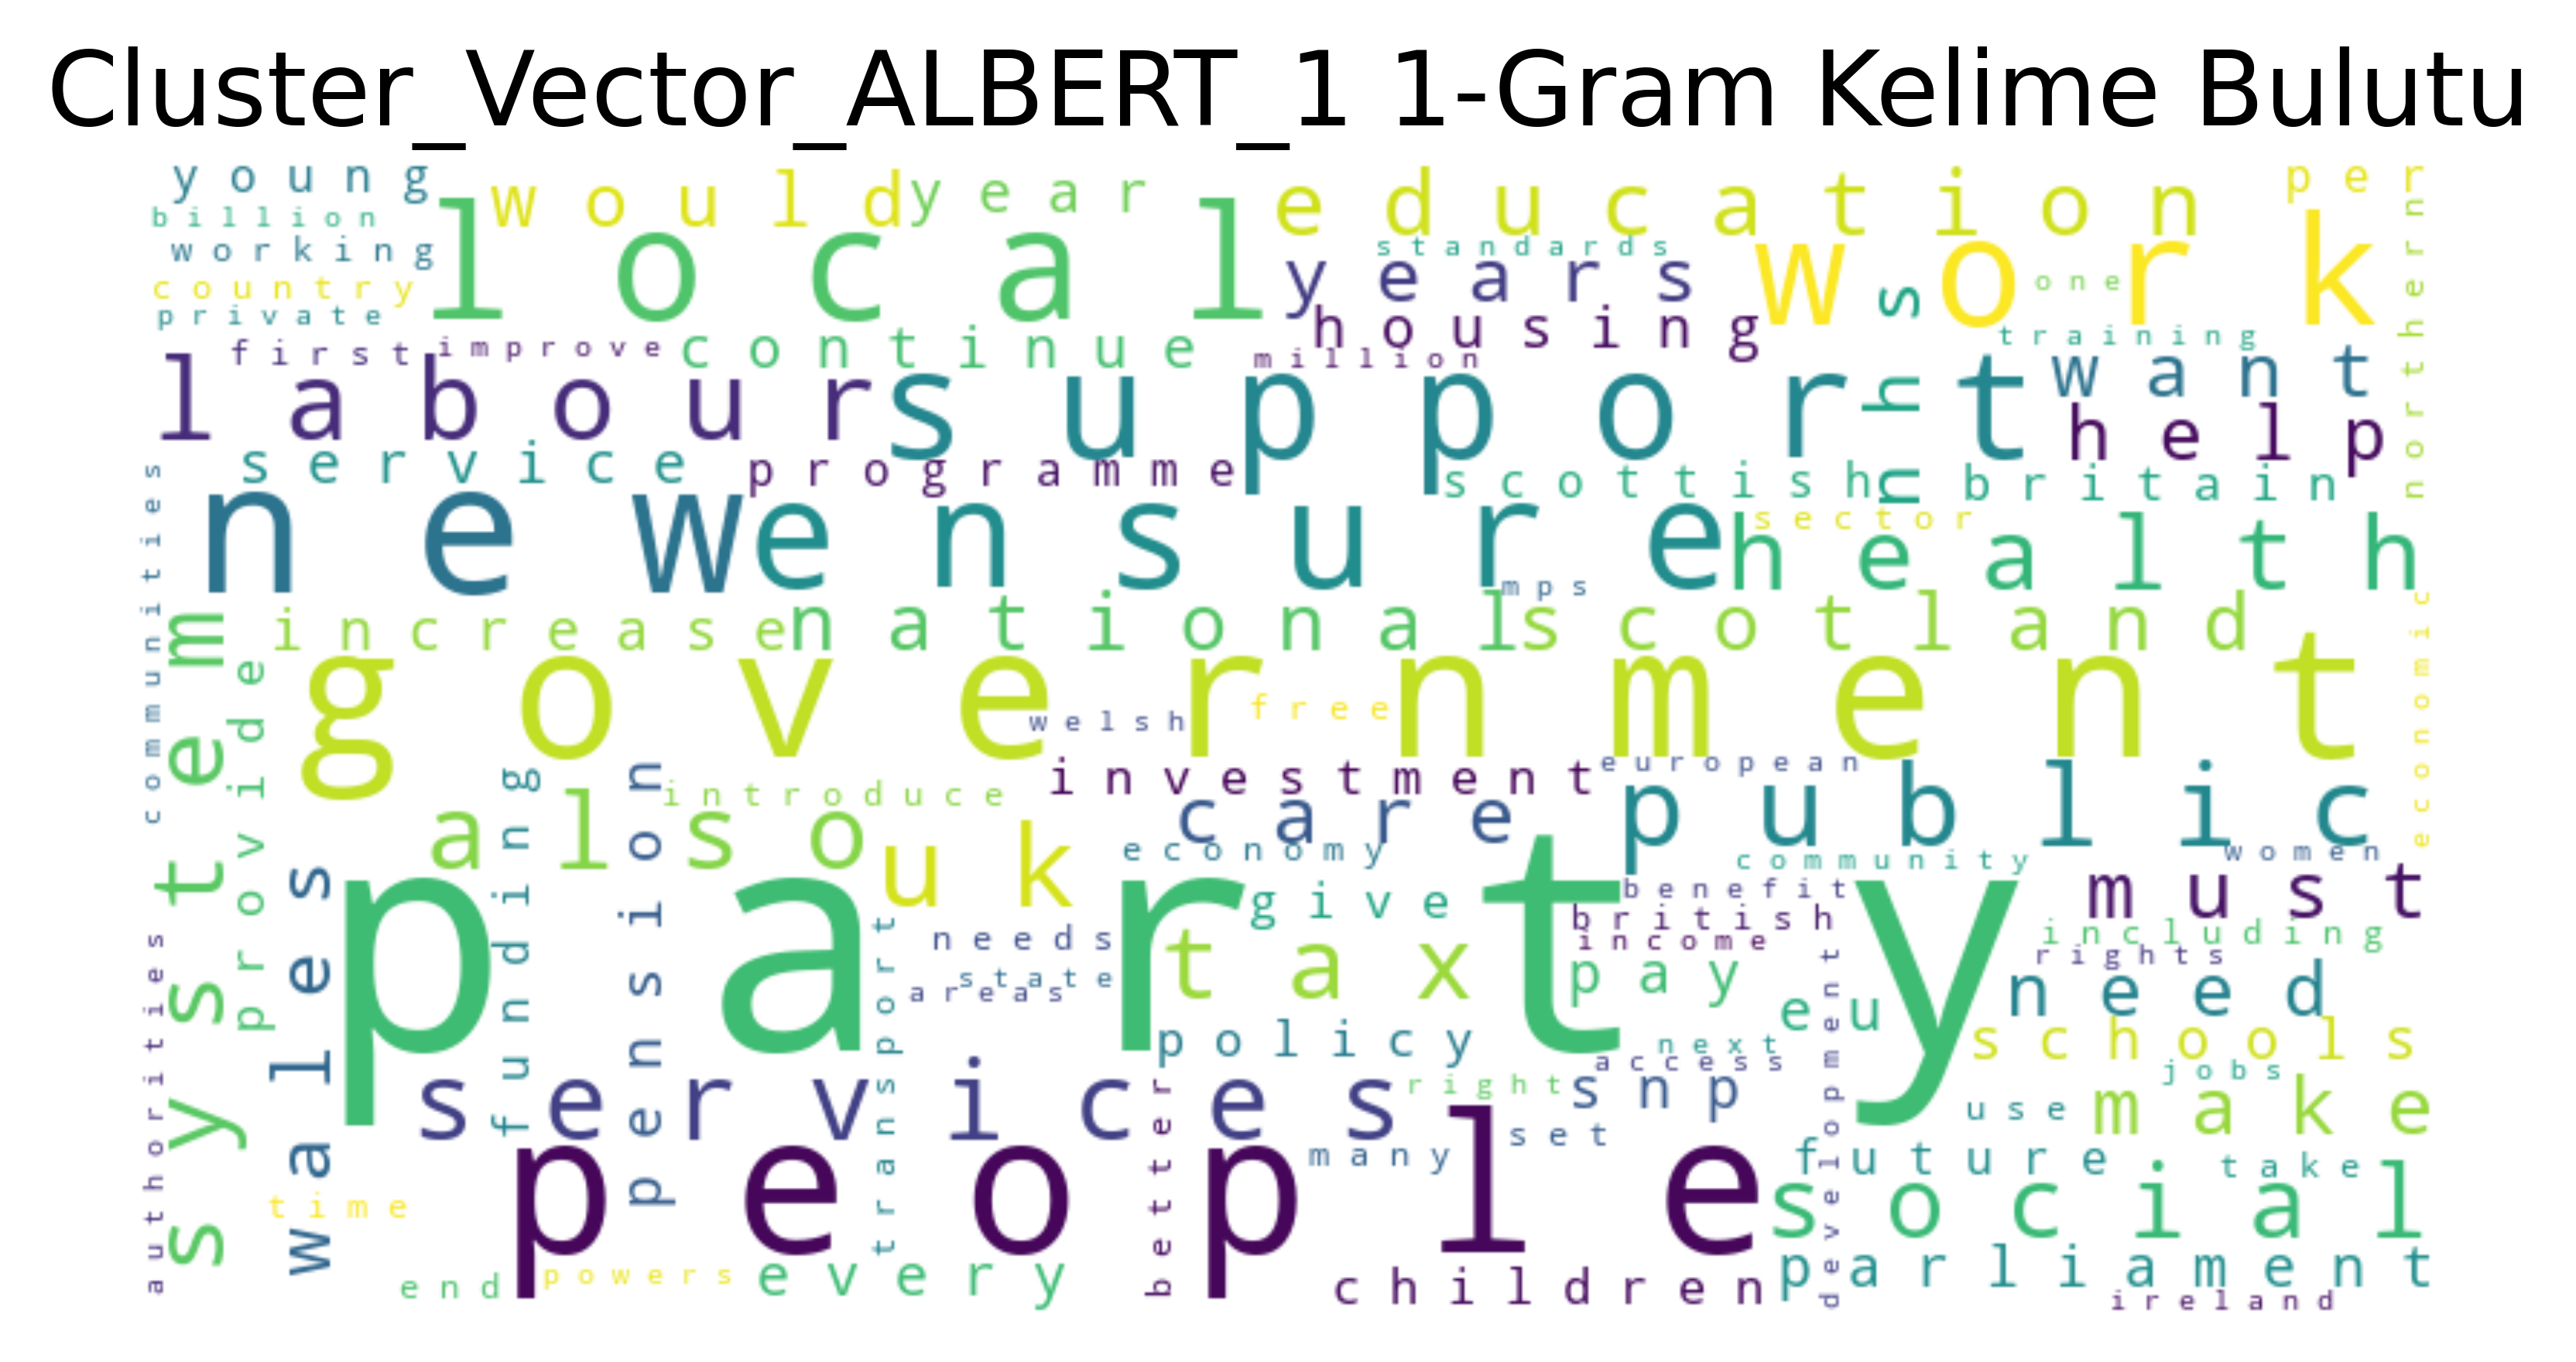 Cluster_Vector_ALBERT_1 1-Gram Kelime Bulutu
young
would
year
education
per
billion
local
working
standards
work
northern
country
years
one
private
nhs
housing
training
first
improve
continue
million
want
labour
support
help
service
programme
scottish
britain
communities
new
ensure
sector
health
mps
system
increase
national
scotland
economic
provide
government
welsh
free
funding
pension
introduce
investment
european
also
care
public
uk
economy
community
women
wales
party
give
benefit
must
british
including
transport
needs
tax
income
rights
state
areas
pay
need
development
authorities
eu
policy
next
schools
access
services
right
snp
jobs
better
use
make
people
many
set
future
take
time
social
end
powers
every
children
parliament
ireland